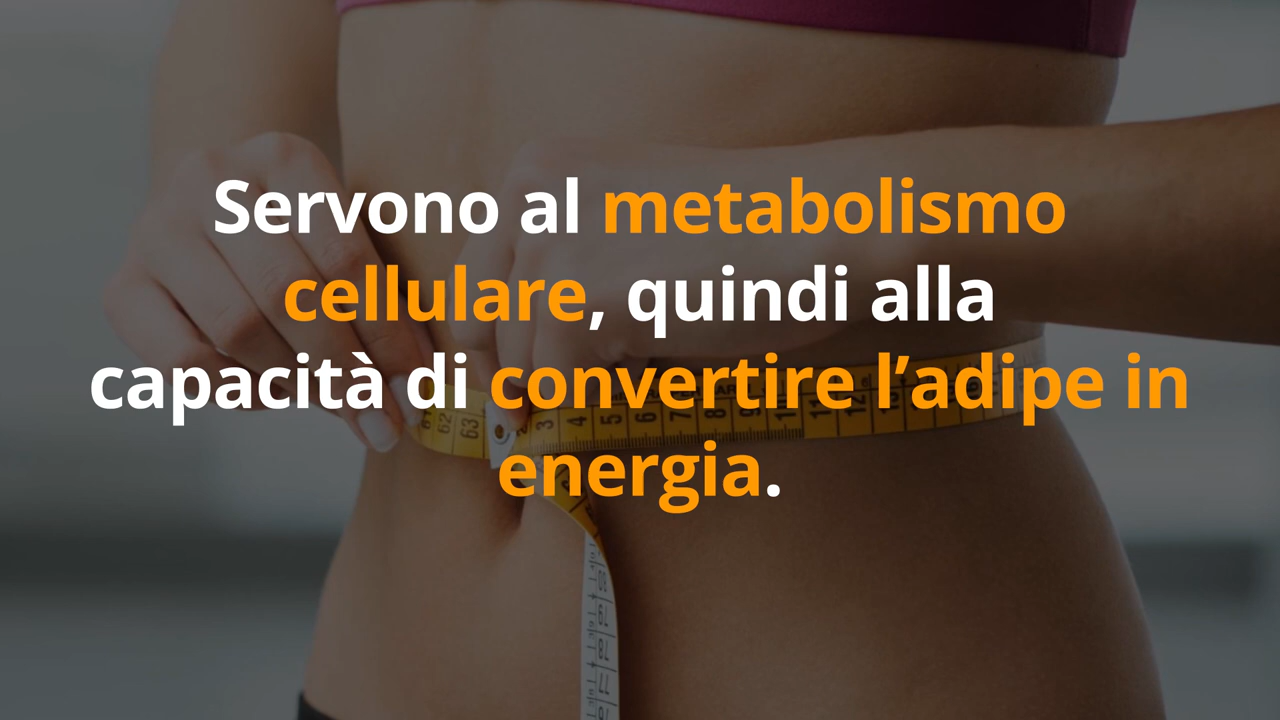 Servono al metabolismo
cellulare, quindi alla
capacità di convertire l’adipe in
energia.